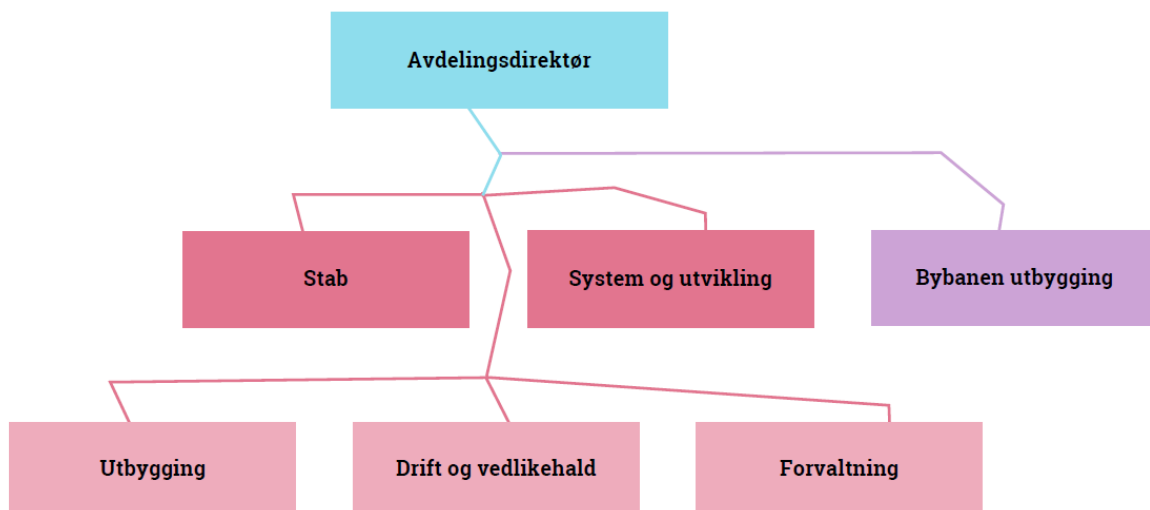 Avdelingsdirektør
Stab
System og utvikling
Bybanen utbygging
Utbygging
Drift og vedlikehald
Forvaltning